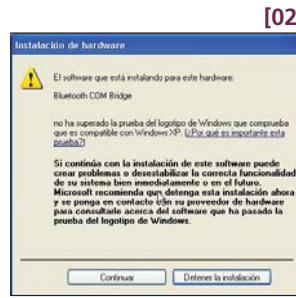 [02
Instalación de hardware
El software que está instalando para este hardware:
Bluetooth COM Bridge
no ha superado la prueba del logotipo de Windows que comprueba
que es compatible con Windows XP. (¿Por qué es importante esta
prueba?)
Si continúa con la instalación de este software puede
crear problemas o desestabilizar la correcta funcionalidad
de su sistema bien inmediatamente o en el futuro.
Microsoft recomienda que detenga esta instalación ahora
y se ponga en contacto con su proveedor de hardware
para consultarle acerca del software que ha pasado la
prueba del logotipo de Windows.
Continuar
Detener la instalación